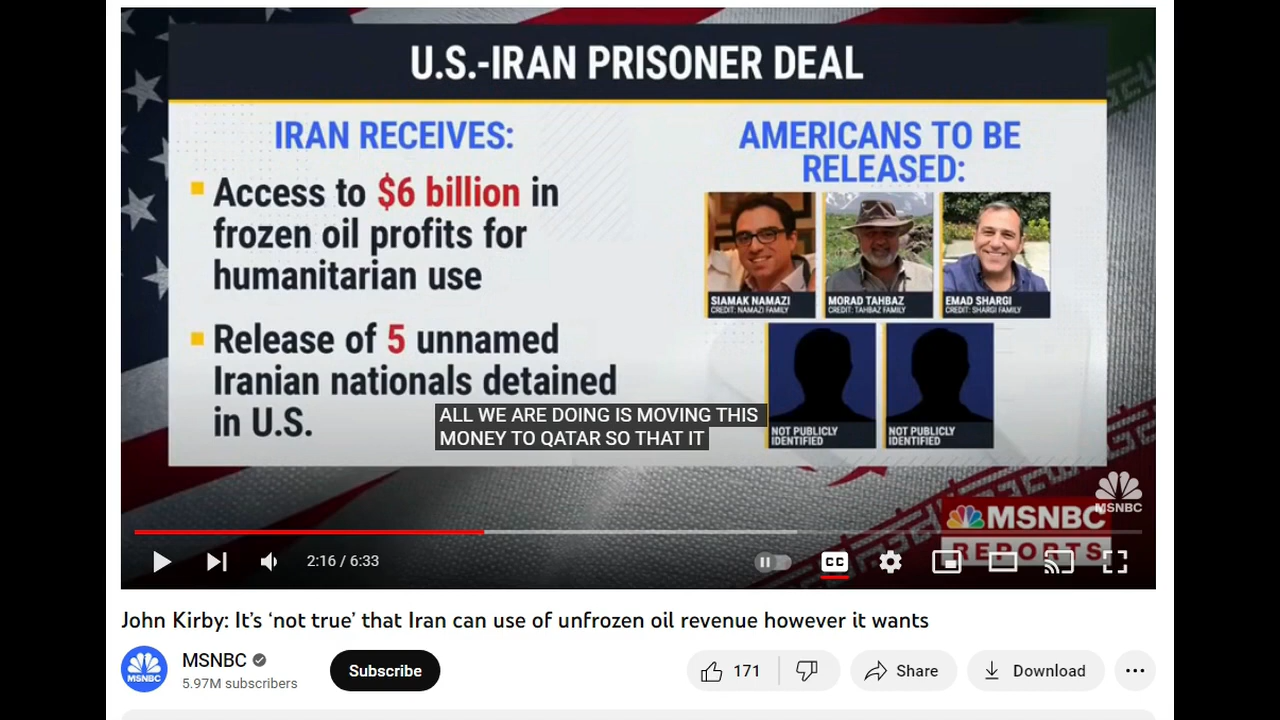 U.S.-IRAN PRISONER DEAL
IRAN RECEIVES:
Access to $6 billion in
frozen oil profits for
humanitarian use
Release of 5 unnamed
Iranian nationals detained
in U.S.
AMERICANS TO BE
RELEASED:
SIAMAK NAMAZI
CREDIT: NAMAZI FAMILY
MORAD TAHBAZ
CREDIT: TAHBAZ FAMILY
EMAD SHARGI
CREDIT: SHARGI FAMILY
NOT PUBLICLY
IDENTIFIED
NOT PUBLICLY
IDENTIFIED
ALL WE ARE DOING IS MOVING THIS
MONEY TO QATAR SO THAT IT
MSNBC
MSNBC
REPORTS
2:16 / 6:33
CC
John Kirby: It’s ‘not true’ that Iran can use of unfrozen oil revenue however it wants
MSNBC
MSNBC
5.97M subscribers
Subscribe
171
Share
Download